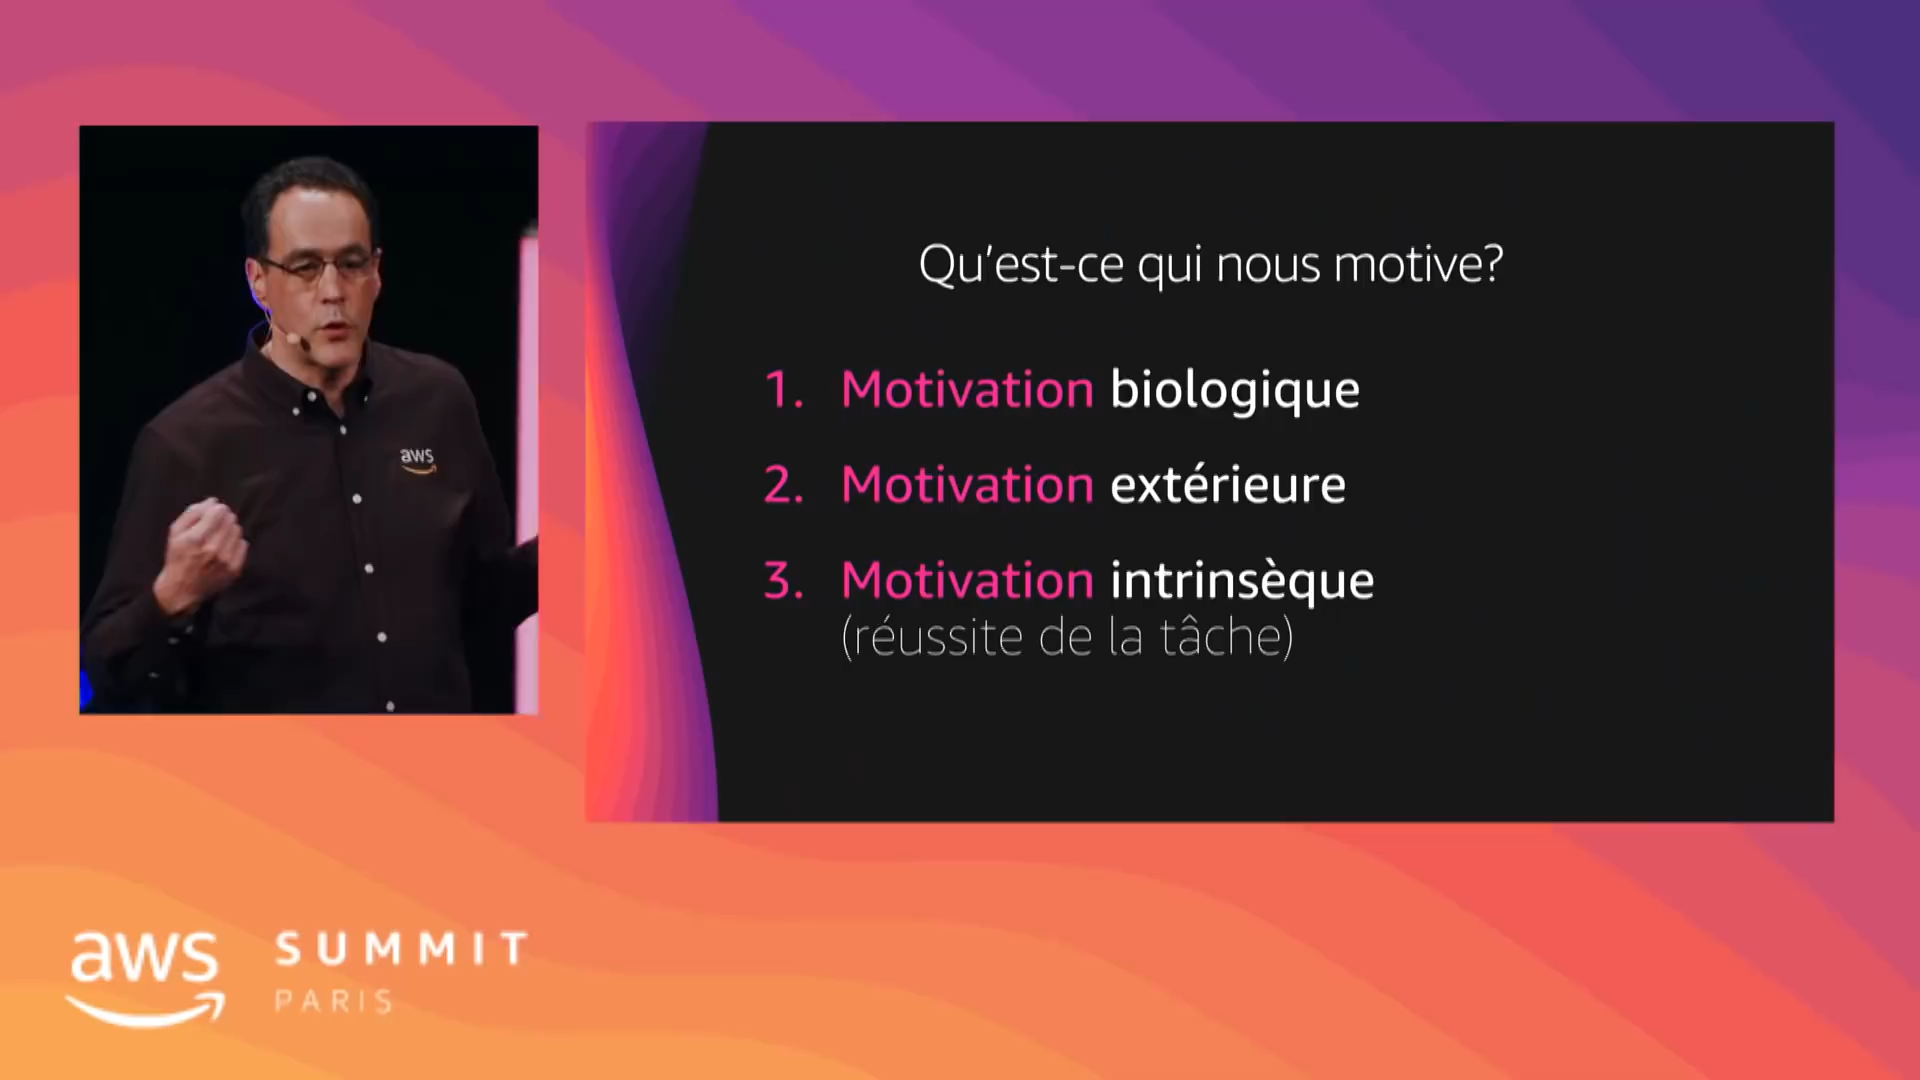 aws
Qu'est-ce qui nous motive?
1. Motivation biologique
2. Motivation extérieure
3. Motivation intrinsèque
(réussite de la tâche)
aws SUMMIT
PARIS